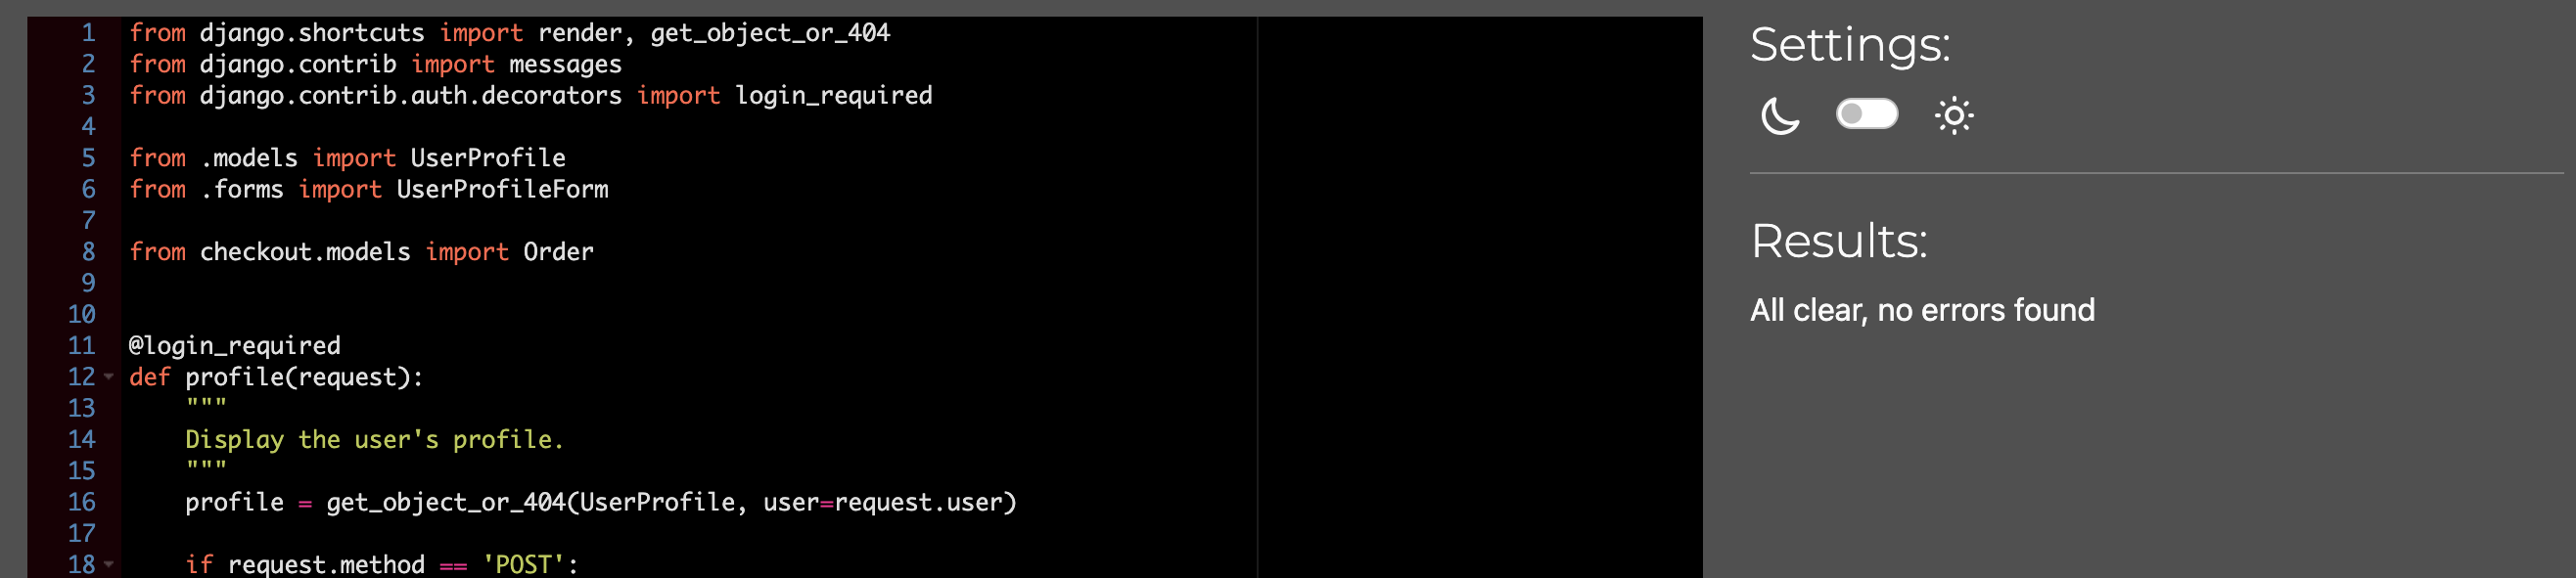 1 from django.shortcuts import render, get_object_or_404
2 from django.contrib import messages
3 from django.contrib.auth.decorators import login_required
4
5 from .models import UserProfile
6 from .forms import UserProfileForm
7
8 from checkout.models import Order
9
10
11 @login_required
12 def profile(request):
13     """
14     Display the user's profile.
15     """
16     profile = get_object_or_404(UserProfile, user=request.user)
17
18     if request.method == 'POST':
Settings:
Results:
All clear, no errors found